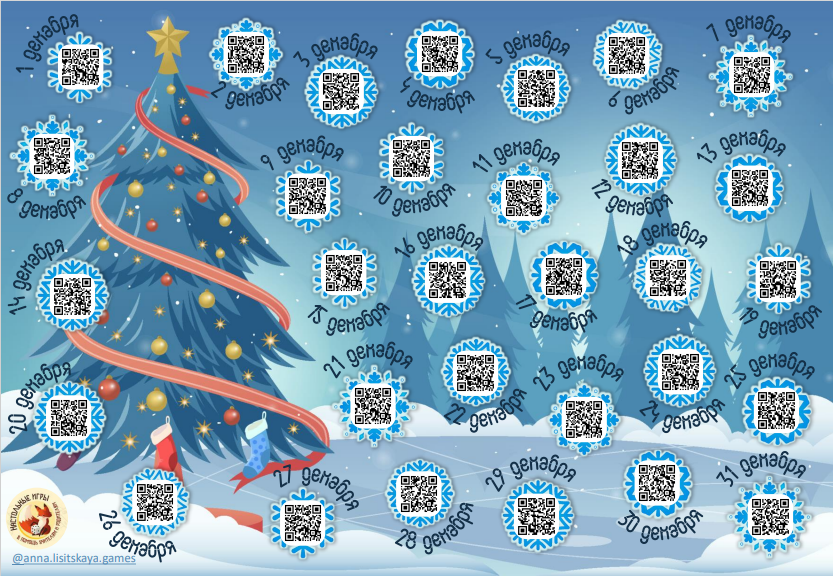 1 декабря
2 декабря
3 декабря
4 декабря
5 декабря
6 декабря
7 декабря
8 декабря
9 декабря
10 декабря
11 декабря
12 декабря
13 декабря
14 декабря
15 декабря
16 декабря
17 декабря
18 декабря
19 декабря
20 декабря
21 декабря
22 декабря
23 декабря
24 декабря
25 декабря
26 декабря
27 декабря
28 декабря
29 декабря
30 декабря
31 декабря
НАСТОЛЬНЫЕ ИГРЫ
В ПОМОЩЬ
@anna.lisitskaya.games